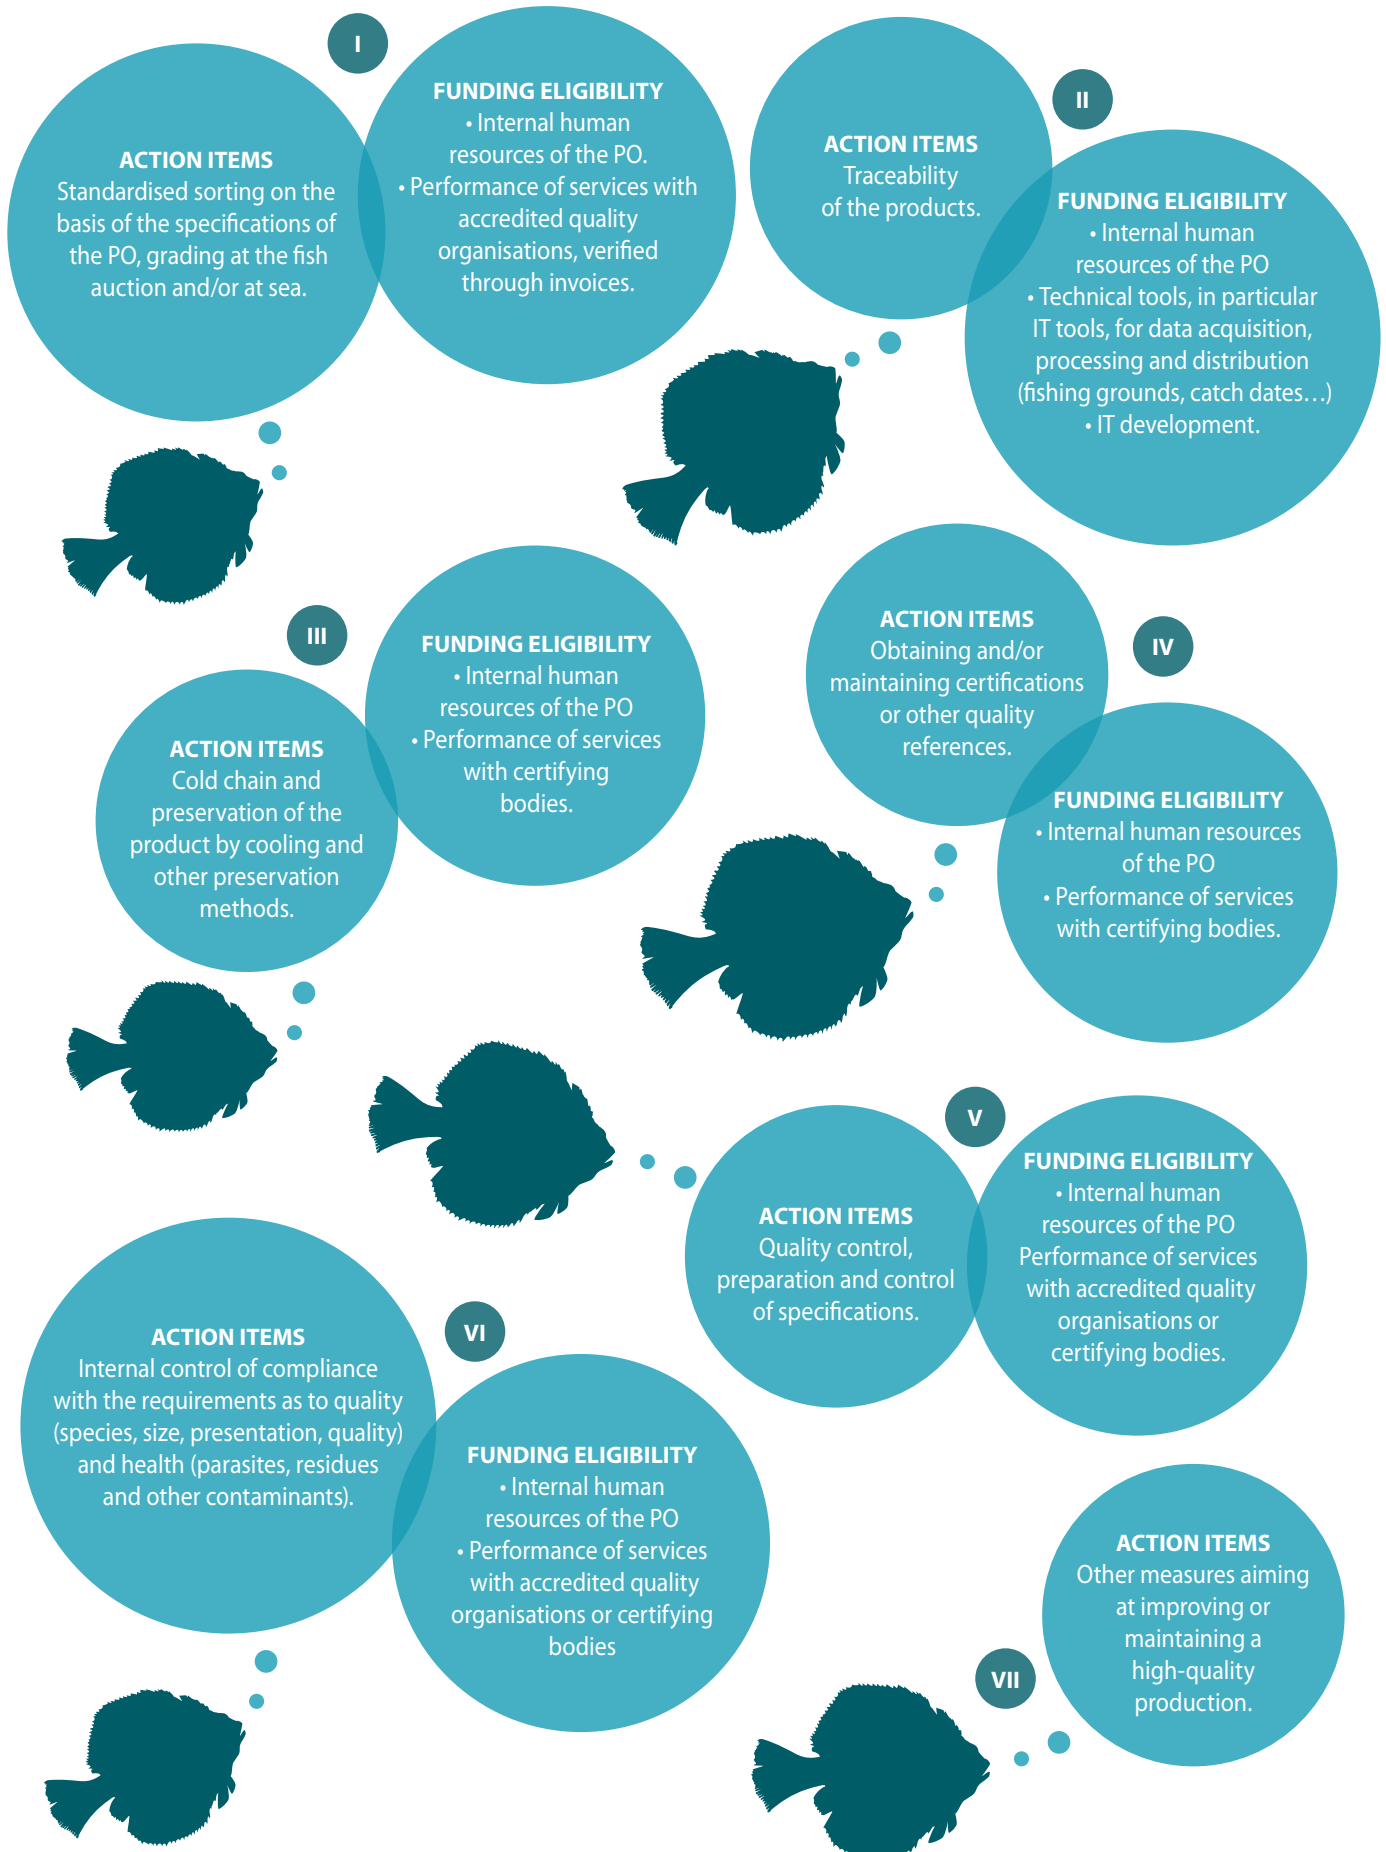 I
ACTION ITEMS
Standardised sorting on the
basis of the specifications of
the PO, grading at the fish
auction and/or at sea.
FUNDING ELIGIBILITY
• Internal human
resources of the PO.
• Performance of services with
accredited quality
organisations, verified
through invoices.
II
ACTION ITEMS
Traceability
of the products.
FUNDING ELIGIBILITY
• Internal human
resources of the PO
• Technical tools, in particular
IT tools, for data acquisition,
processing and distribution
(fishing grounds, catch dates…)
• IT development.
III
ACTION ITEMS
Cold chain and
preservation of the
product by cooling and
other preservation
methods.
FUNDING ELIGIBILITY
• Internal human
resources of the PO
• Performance of services
with certifying
bodies.
IV
ACTION ITEMS
Obtaining and/or
maintaining certifications
or other quality
references.
FUNDING ELIGIBILITY
• Internal human resources
of the PO
• Performance of services
with certifying bodies.
V
ACTION ITEMS
Quality control,
preparation and control
of specifications.
FUNDING ELIGIBILITY
• Internal human
resources of the PO
Performance of services
with accredited quality
organisations or
certifying bodies.
VI
ACTION ITEMS
Internal control of compliance
with the requirements as to quality
(species, size, presentation, quality)
and health (parasites, residues
and other contaminants).
FUNDING ELIGIBILITY
• Internal human
resources of the PO
• Performance of services
with accredited quality
organisations or certifying
bodies
VII
ACTION ITEMS
Other measures aiming
at improving or
maintaining a
high-quality
production.